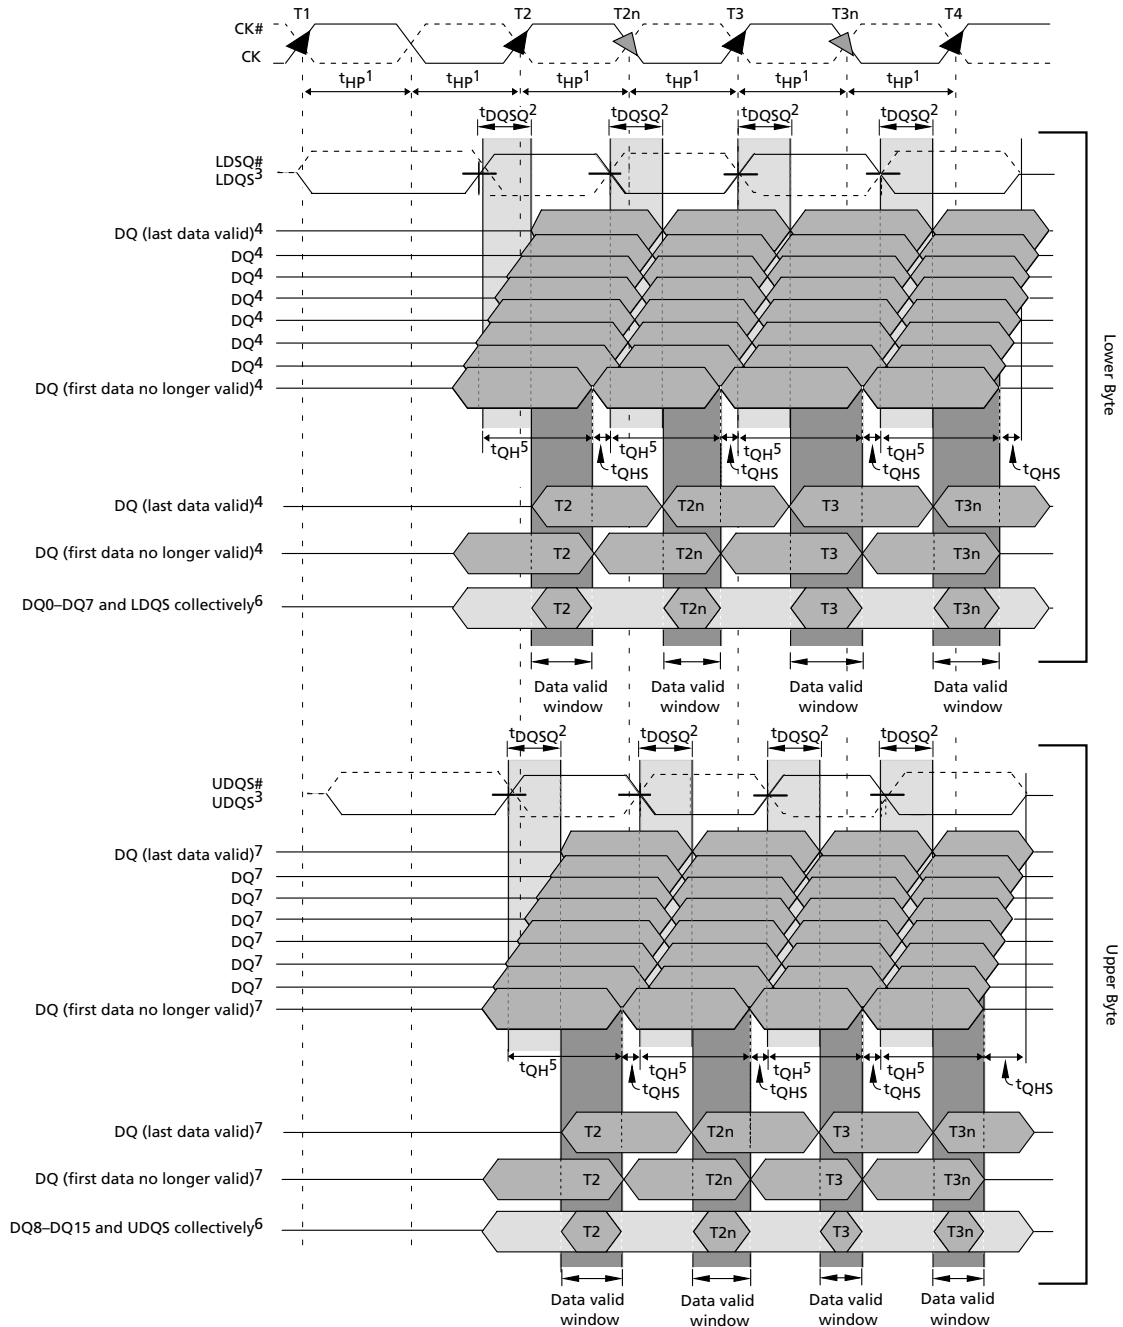 T1 T2 T2n T3 T3n T4
CK#
CK
tHP1 tHP1 tHP1 tHP1 tHP1 tHP1
tDQSQ2 tDQSQ2 tDQSQ2 tDQSQ2
LDSQ#
LDQS3
DQ (last data valid)4
DQ4
DQ4
DQ4
DQ4
DQ4
DQ4
DQ (first data no longer valid)4
Lower Byte
tQH5 tQH5 tQH5 tQH5
tQHS tQHS tQHS tQHS
DQ (last data valid)4 T2 T2n T3 T3n
DQ (first data no longer valid)4 T2 T2n T3 T3n
DQ0–DQ7 and LDQS collectively6 T2 T2n T3 T3n
Data valid window Data valid window Data valid window Data valid window
tDQSQ2 tDQSQ2 tDQSQ2 tDQSQ2
UDQS#
UDQS3
DQ (last data valid)7
DQ7
DQ7
DQ7
DQ7
DQ7
DQ7
DQ (first data no longer valid)7
Upper Byte
tQH5 tQH5 tQH5 tQH5
tQHS tQHS tQHS tQHS
DQ (last data valid)7 T2 T2n T3 T3n
DQ (first data no longer valid)7 T2 T2n T3 T3n
DQ8–DQ15 and UDQS collectively6 T2 T2n T3 T3n
Data valid window Data valid window Data valid window Data valid window